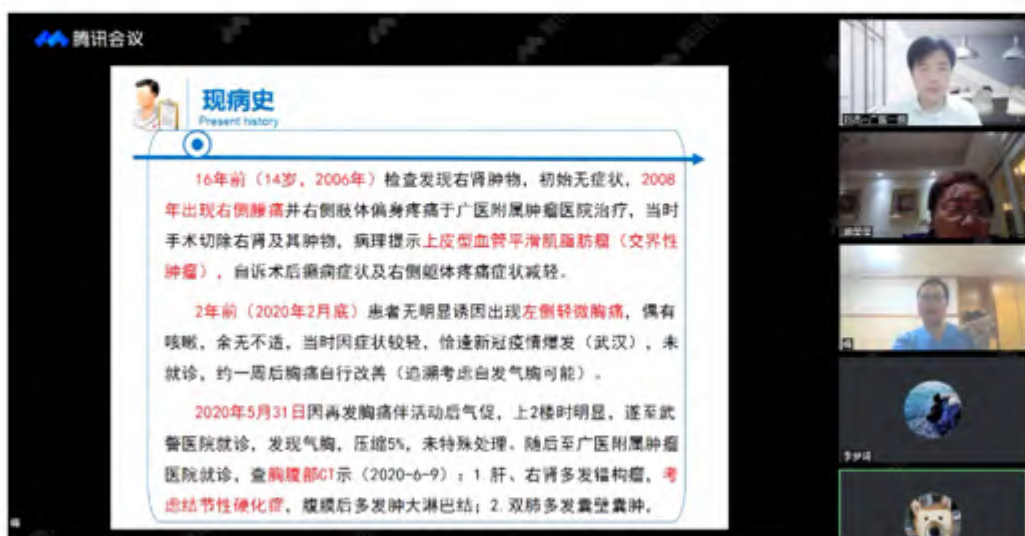 腾讯会议
现病史
Present history
16年前(14岁,2006年)检查发现右肾肿物,初始无症状,2008
年出现右侧腰痛并右侧肢体偏身疼痛于广医附属肿瘤医院治疗,当时
手术切除右肾及其肿物,病理提示上皮型血管平滑肌脂肪瘤(交界性
肿瘤),自诉术后癫痫症状及右侧躯体疼痛症状减轻。
2年前(2020年2月底)患者无明显诱因出现左侧轻微胸痛,偶有
咳嗽,余无不适,当时因症状较轻,恰逢新冠疫情爆发(武汉),未
就诊,约一周后胸痛自行改善(追溯考虑自发气胸可能)。
2020年5月31日因再发胸痛伴活动后气促,上2楼时明显,遂至武
警医院就诊,发现气胸,压缩5%,未特殊处理。随后至广医附属肿瘤
医院就诊,查胸腹部CT示(2020-6-9):1.肝、右肾多发错构瘤,考
虑结节性硬化症,腹膜后多发肿大淋巴结;2.双肺多发囊壁囊肿。